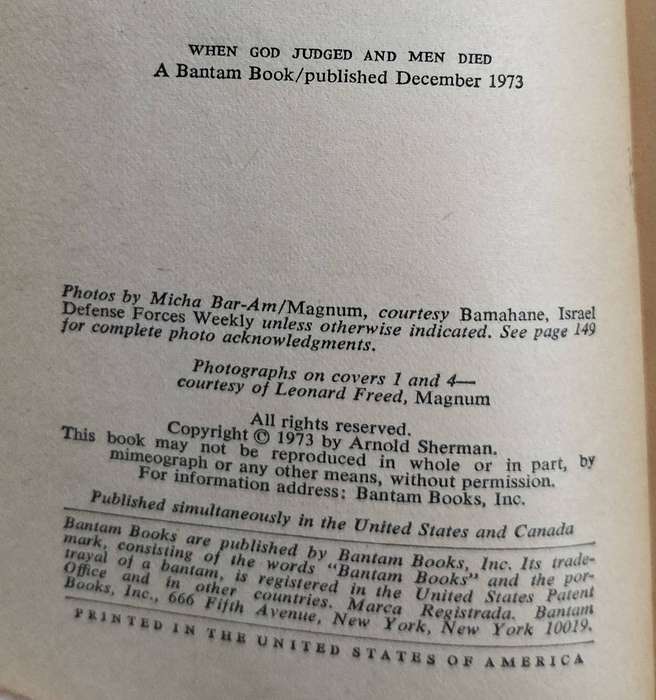 WHEN GOD JUDGED AND MEN DIED
A Bantam Book/published December 1973
Photos by Micha Bar-Am/Magnum, courtesy Bamahane, Israel
Defense Forces Weekly unless otherwise indicated. See page 149
for complete photo acknowledgments.
Photographs on covers 1 and 4—
courtesy of Leonard Freed, Magnum
All rights reserved.
Copyright © 1973 by Arnold Sherman.
This book may not be reproduced in whole or in part, by
mimeograph or any other means, without permission.
For information address: Bantam Books, Inc.
Published simultaneously in the United States and Canada
Bantam Books are published by Bantam Books, Inc. Its trade-
mark, consisting of the words "Bantam Books" and the por-
trayal of a bantam, is registered in the United States Patent
Office and in other countries. Marca Registrada. Bantam
Books, Inc., 666 Fifth Avenue, New York, New York 10019.
PRINTED IN THE UNITED STATES OF AMERICA